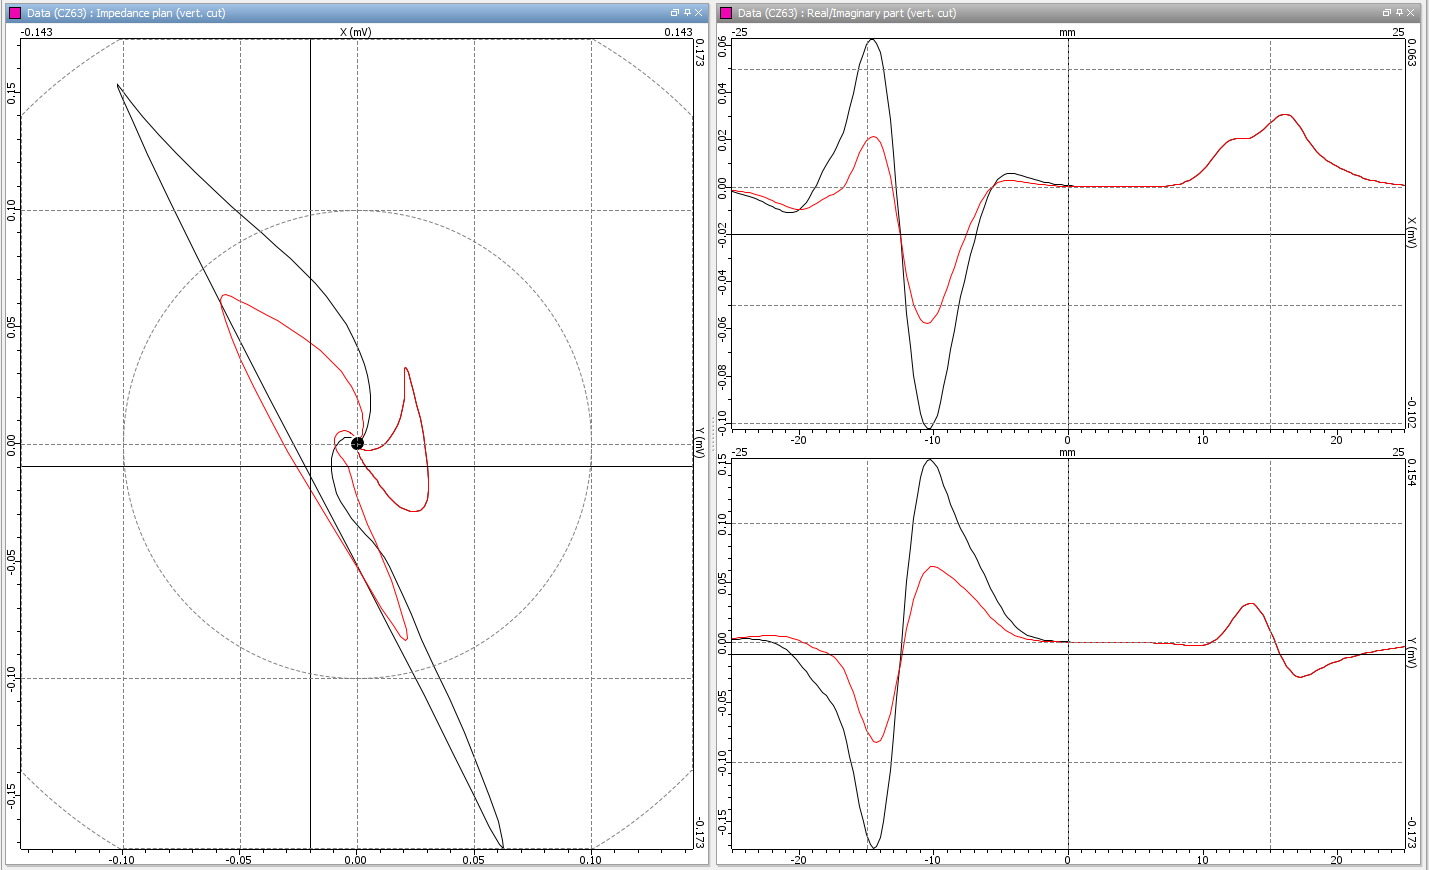 Data (CZ63) : Impedance plan (vert. cut)
-0.143 X (mV) 0.143
0.173
0.15
0.10
0.05
0.00
Y (mV)
-0.05
-0.10
-0.15
-0.173
-0.10 -0.05 0.00 0.05 0.10
Data (CZ63) : Real/Imaginary part (vert. cut)
-25 mm 25
0.063
0.06
0.04
0.02
0.00
X (mV)
-0.02
-0.04
-0.06
-0.08
-0.10
-0.102
-20 -10 0 10 20
-25 mm 25
0.154
0.15
0.10
0.05
0.00
Y (mV)
-0.05
-0.10
-0.15
-0.173
-20 -10 0 10 20